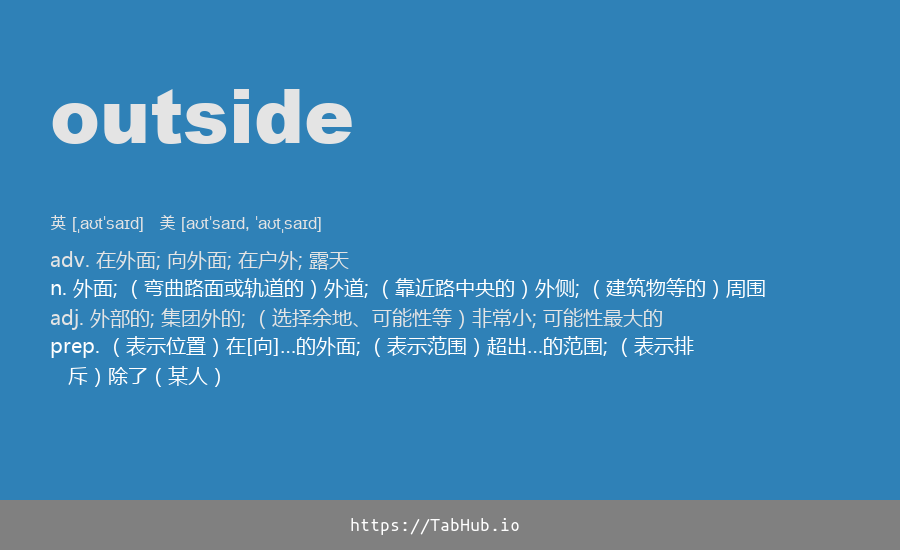 outside
英 [ˌaʊt'saɪd] 美 [aʊt'saɪd, 'aʊtˌsaɪd]
adv. 在外面; 向外面; 在户外; 露天
n. 外面; （弯曲路面或轨道的）外道; （靠近路中央的）外侧; （建筑物等的）周围
adj. 外部的; 集团外的; （选择余地、可能性等）非常小; 可能性最大的
prep. （表示位置）在[向]…的外面; （表示范围）超出…的范围; （表示排
斥）除了（某人）
https://TabHub.io